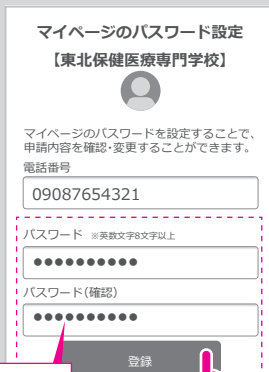 マイページのパスワード設定
【東北保健医療専門学校】
マイページのパスワードを設定することで、
申請内容を確認・変更することができます。
電話番号
09087654321
パスワード ※英数文字8文字以上
●●●●●●●●●●
パスワード(確認)
●●●●●●●●●●
登録